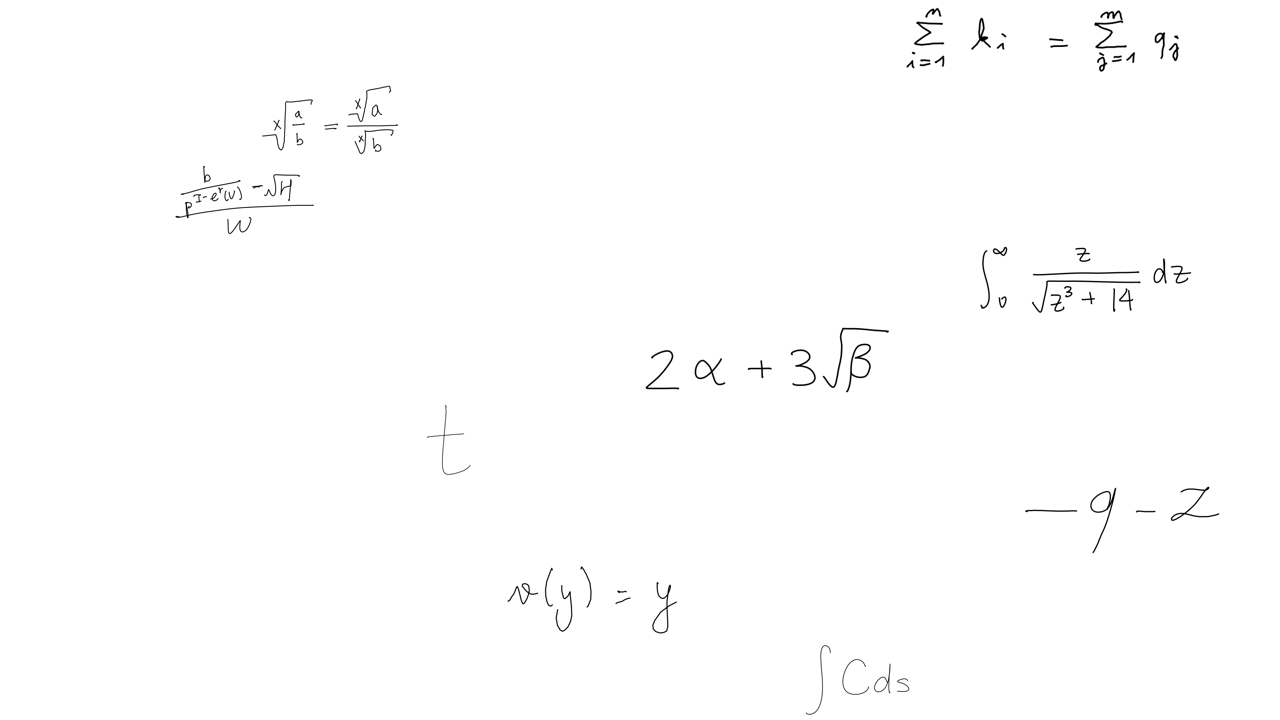 \sum_{i=1}^{n} k_i = \sum_{j=1}^{m} q_j
\sqrt[x]{\frac{a}{b}} = \frac{\sqrt[x]{a}}{\sqrt[x]{b}}
\frac{\frac{b}{p^{I-e^r(v)}} - \sqrt{H}}{W}
\int_0^\infty \frac{z}{\sqrt{z^3 + 14}} dz
2\alpha + 3\sqrt{\beta}
t
-q-z
v(y) = y
\int C ds